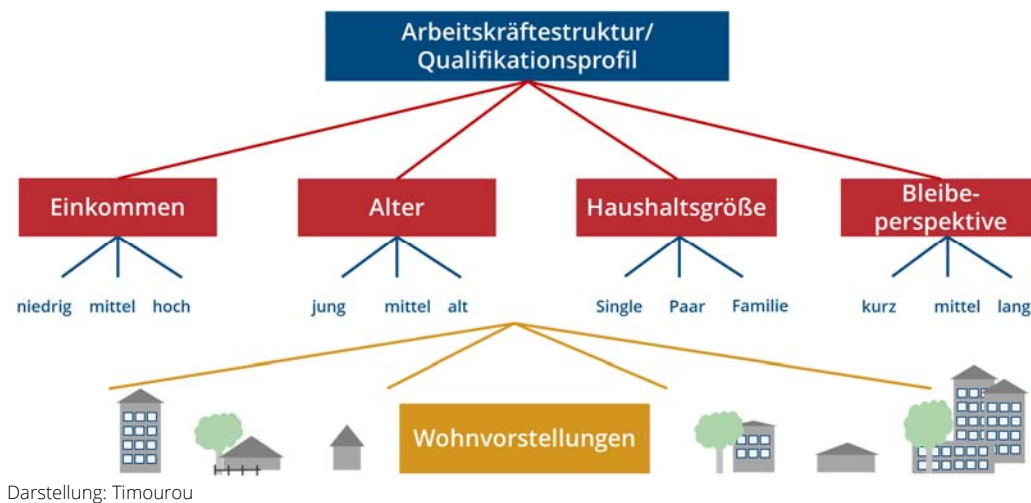 Arbeitskräftestruktur/
Qualifikationsprofil
Einkommen
Alter
Haushaltsgröße
Bleibe-
perspektive
niedrig mittel hoch
jung mittel alt
Single Paar Familie
kurz mittel lang
Wohnvorstellungen
Darstellung: Timourou